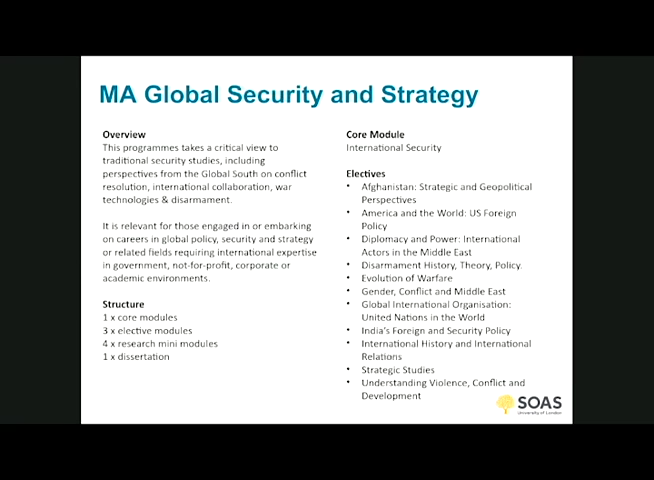 MA Global Security and Strategy
Overview
This programmes takes a critical view to
traditional security studies, including
perspectives from the Global South on conflict
resolution, international collaboration, war
technologies & disarmament.
It is relevant for those engaged in or embarking
on careers in global policy, security and strategy
or related fields requiring international expertise
in government, not-for-profit, corporate or
academic environments.
Structure
1 x core modules
3 x elective modules
4 x research mini modules
1 x dissertation
Core Module
International Security
Electives
• Afghanistan: Strategic and Geopolitical
Perspectives
• America and the World: US Foreign
Policy
• Diplomacy and Power: International
Actors in the Middle East
• Disarmament History, Theory, Policy.
• Evolution of Warfare
• Gender, Conflict and Middle East
• Global International Organisation:
United Nations in the World
• India's Foreign and Security Policy
• International History and International
Relations
• Strategic Studies
• Understanding Violence, Conflict and
Development
SOAS
University of London